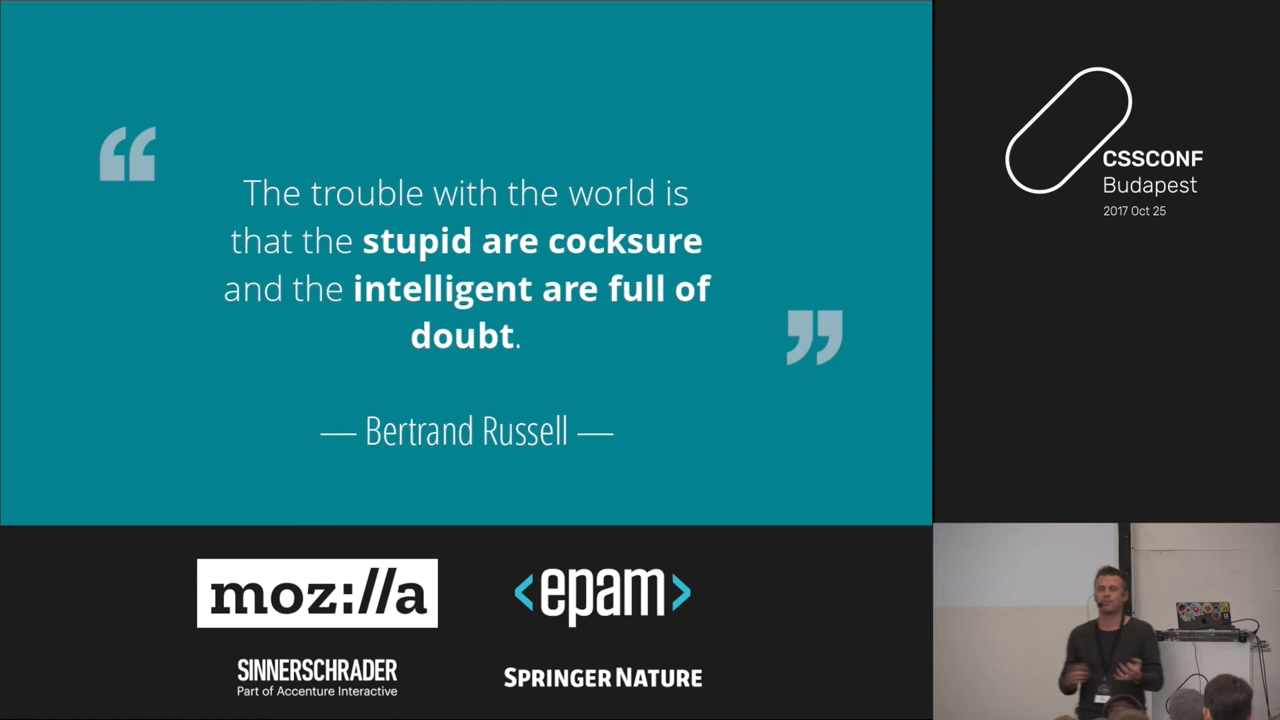 “
The trouble with the world is
that the stupid are cocksure
and the intelligent are full of
doubt.
”
— Bertrand Russell —
CSSCONF
Budapest
2017 Oct 25
moz://a
<epam>
SINNERSCHRADER
Part of Accenture Interactive
SPRINGER NATURE